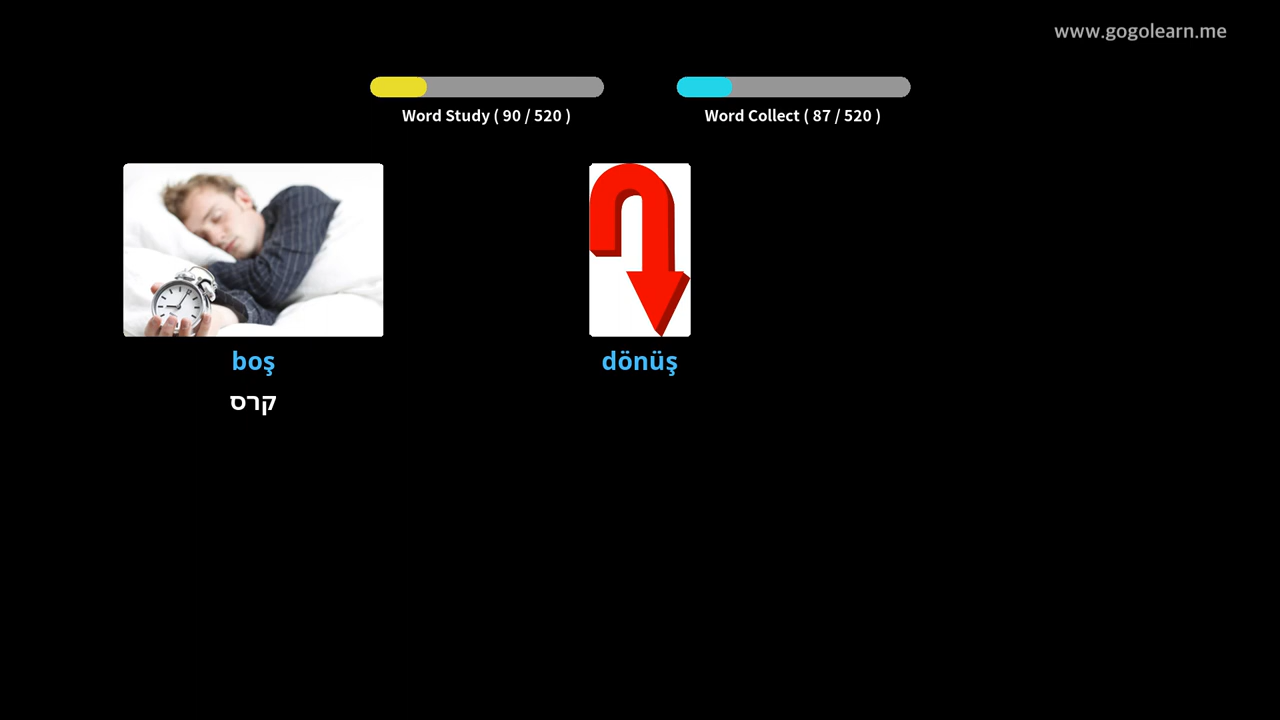 www.gogolearn.me
Word Study ( 90 / 520 )
Word Collect ( 87 / 520 )
boş
קרס
dönüş